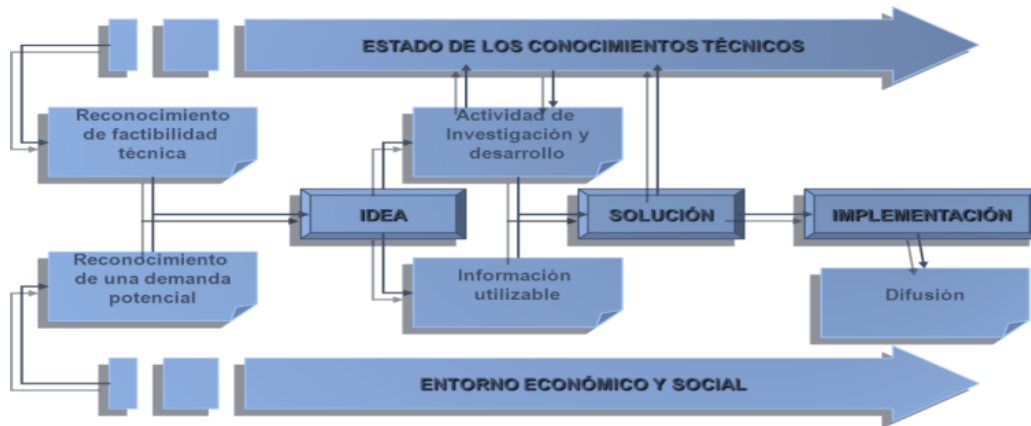 ESTADO DE LOS CONOCIMIENTOS TÉCNICOS
Reconocimiento
de factibilidad
técnica
Actividad de
Investigación y
desarrollo
IDEA
SOLUCIÓN
IMPLEMENTACIÓN
Reconocimiento
de una demanda
potencial
Información
utilizable
Difusión
ENTORNO ECONÓMICO Y SOCIAL